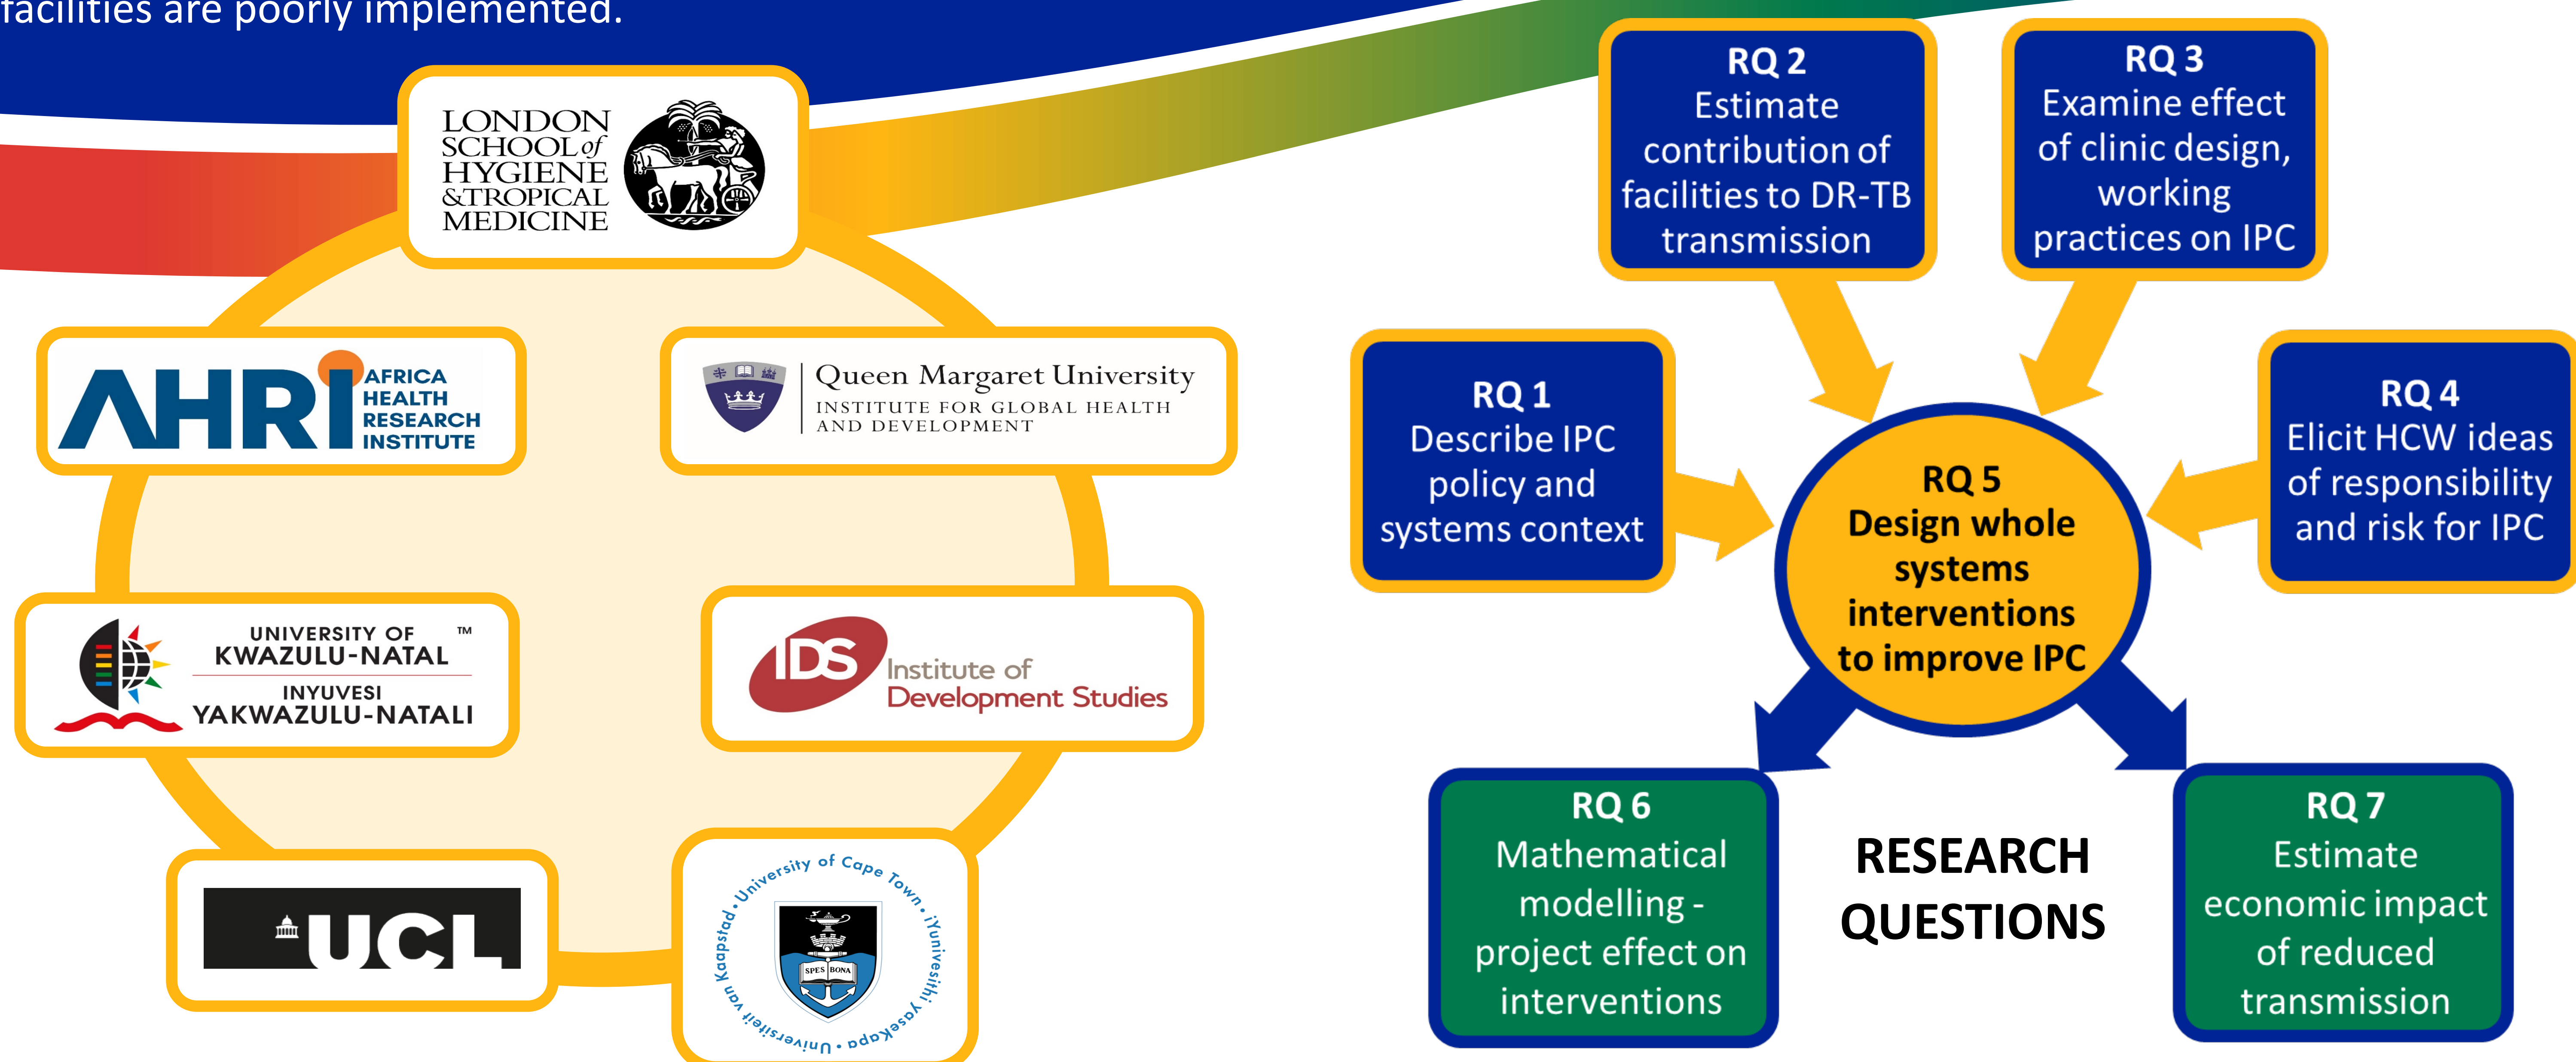 facilities are poorly implemented.
LONDON
SCHOOL of
HYGIENE
&TROPICAL
MEDICINE
AHRI
AFRICA
HEALTH
RESEARCH
INSTITUTE
Queen Margaret University
INSTITUTE FOR GLOBAL HEALTH
AND DEVELOPMENT
UNIVERSITY OF ™
KWAZULU-NATAL
INYUVESI
YAKWAZULU-NATALI
IDS
Institute of
Development Studies
UCL
University of Cape Town • iYunivesithi yaseKapa • Universiteit van Kaapstad •
SPES BONA
RQ 1
Describe IPC
policy and
systems context
RQ 2
Estimate
contribution of
facilities to DR-TB
transmission
RQ 3
Examine effect
of clinic design,
working
practices on IPC
RQ 4
Elicit HCW ideas
of responsibility
and risk for IPC
RQ 5
Design whole
systems
interventions
to improve IPC
RQ 6
Mathematical
modelling -
project effect on
interventions
RESEARCH
QUESTIONS
RQ 7
Estimate
economic impact
of reduced
transmission